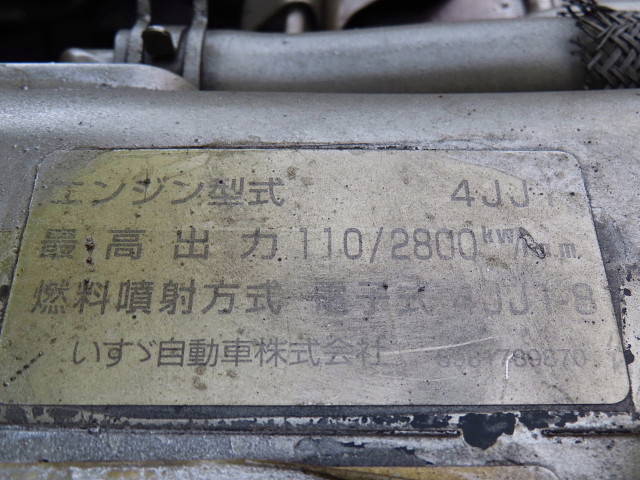 エンジン型式 4JJ1
最高出力 110/2800 kW/r.p.m.
燃料噴射方式 電子式 4JJ1-8
いすゞ自動車株式会社